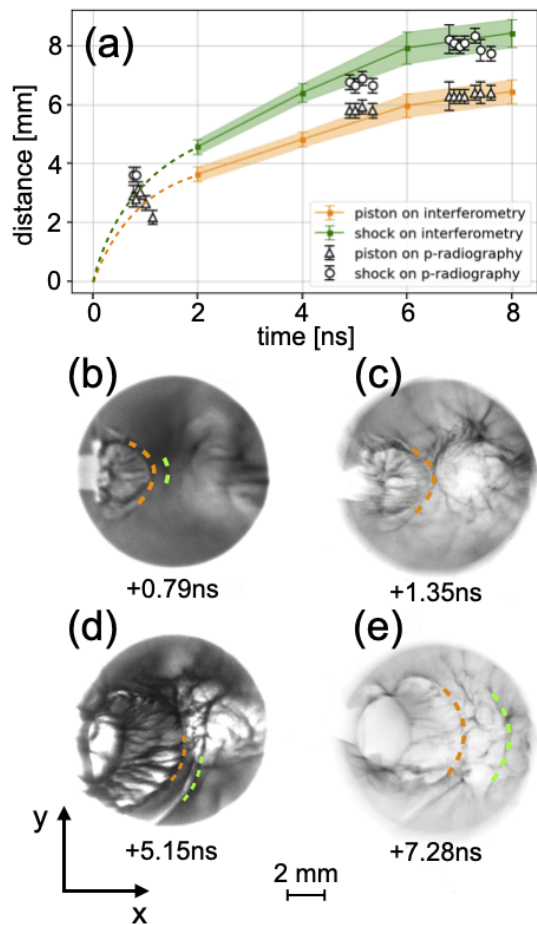 (a)
distance [mm]
8
6
4
2
0
piston on interferometry
shock on interferometry
piston on p-radiography
shock on p-radiography
0 2 4 6 8
time [ns]
(b) (c)
+0.79ns +1.35ns
(d) (e)
+5.15ns +7.28ns
y
x
2 mm